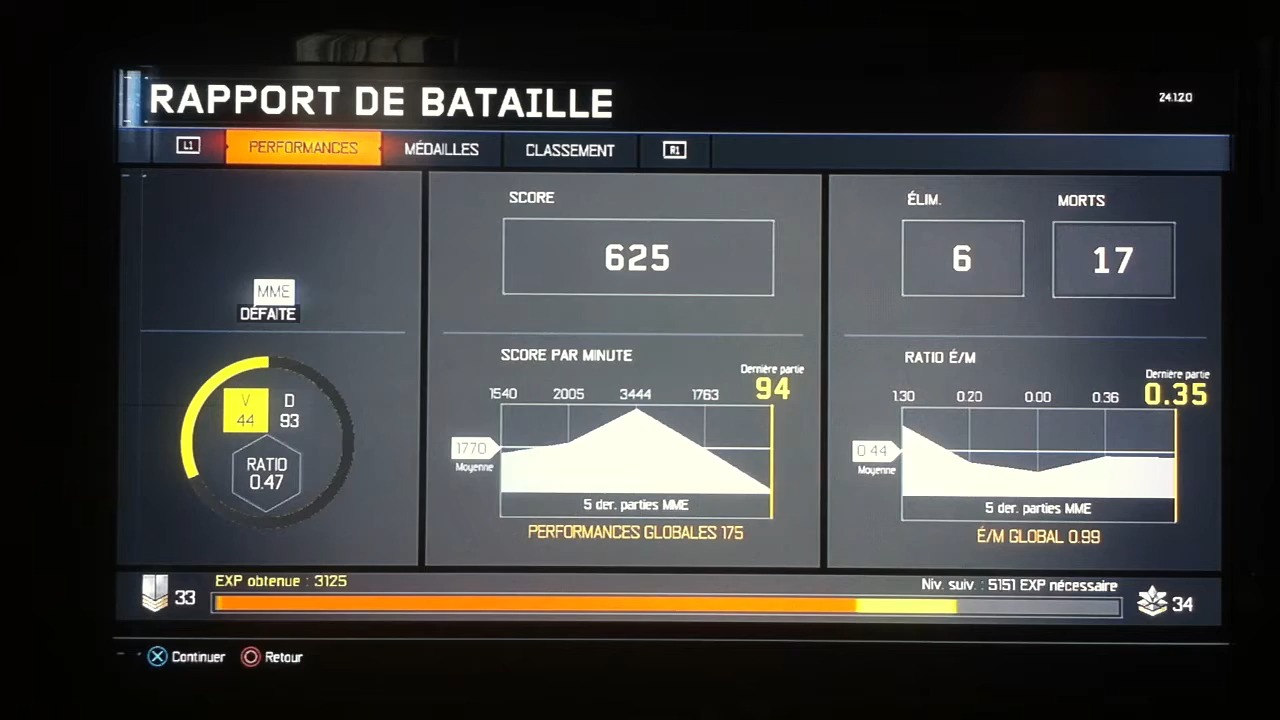 RAPPORT DE BATAILLE
24.1.2.0
L1
PERFORMANCES
MÉDAILLES
CLASSEMENT
R1
MME
DÉFAITE
V
44
D
93
RATIO
0.47
SCORE
625
SCORE PAR MINUTE
Dernière partie
94
1540 2005 3444 1763
1770
Moyenne
5 der. parties MME
PERFORMANCES GLOBALES 175
ÉLIM.
6
MORTS
17
RATIO É/M
Dernière partie
0.35
1.30 0.20 0.00 0.36
0.44
Moyenne
5 der. parties MME
É/M GLOBAL 0.99
33
EXP obtenue : 3125
Niv. suiv. : 5151 EXP nécessaire
34
Continuer
Retour